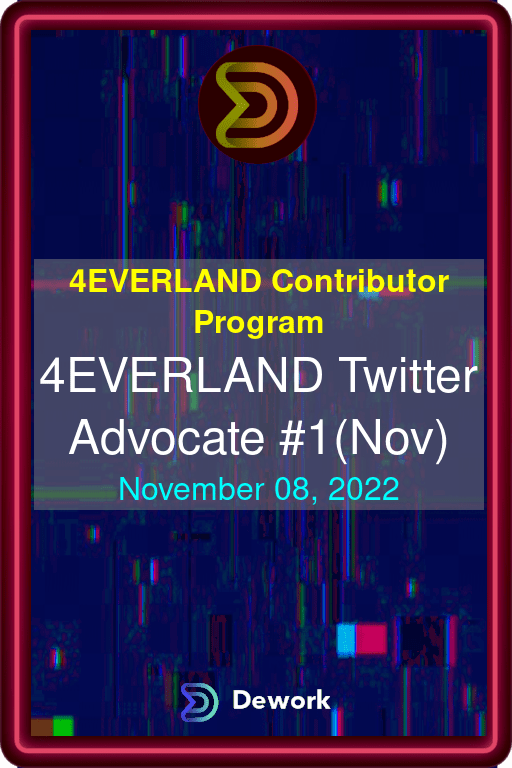 4EVERLAND Contributor
Program
4EVERLAND Twitter
Advocate #1(Nov)
November 08, 2022
Dework